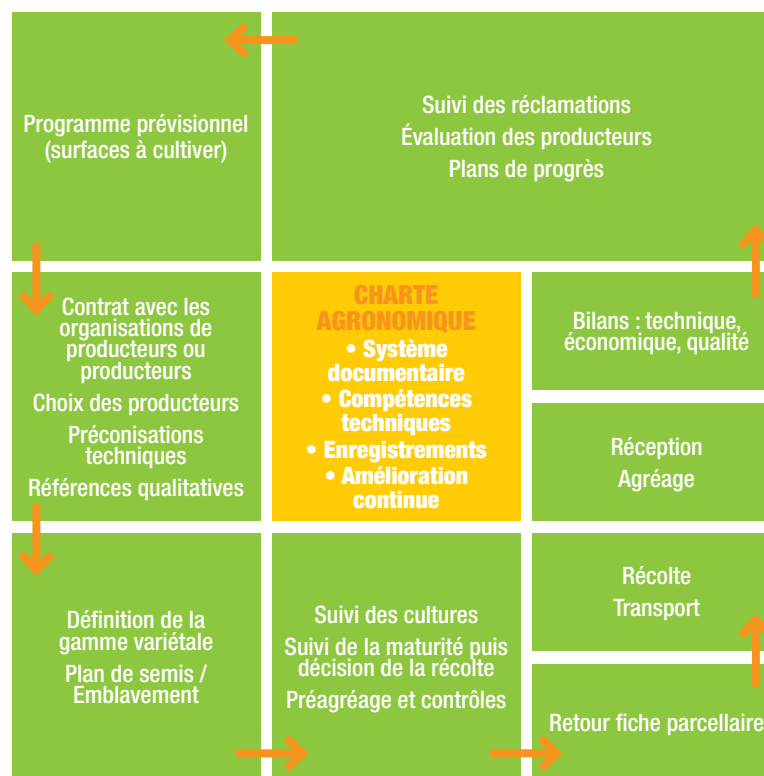 Programme prévisionnel
(surfaces à cultiver)
Suivi des réclamations
Évaluation des producteurs
Plans de progrès
Contrat avec les
organisations de
producteurs ou
producteurs
Choix des producteurs
Préconisations
techniques
Références qualitatives
CHARTE
AGRONOMIQUE
• Système
documentaire
• Compétences
techniques
• Enregistrements
• Amélioration
continue
Bilans : technique,
économique, qualité
Réception
Agréage
Définition de la
gamme variétale
Plan de semis /
Emblavement
Suivi des cultures
Suivi de la maturité puis
décision de la récolte
Préagréage et contrôles
Récolte
Transport
Retour fiche parcellaire